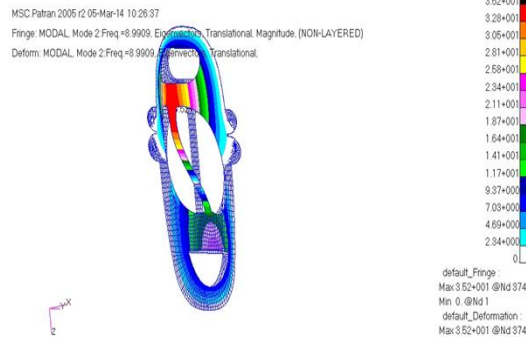 MSC.Patran 2005 r2 05-Mar-14 10:26:37
Fringe: MODAL, Mode 2:Freq.=8.9909, Eigenvectors, Translational, Magnitude, (NON-LAYERED)
Deform: MODAL, Mode 2:Freq.=8.9909, Eigenvectors, Translational,
3.52+001
3.28+001
3.05+001
2.81+001
2.58+001
2.34+001
2.11+001
1.87+001
1.64+001
1.41+001
1.17+001
9.37+000
7.03+000
4.69+000
2.34+000
0.
default_Fringe :
Max 3.52+001 @Nd 374
Min 0. @Nd 1
default_Deformation :
Max 3.52+001 @Nd 374
X
Y
Z